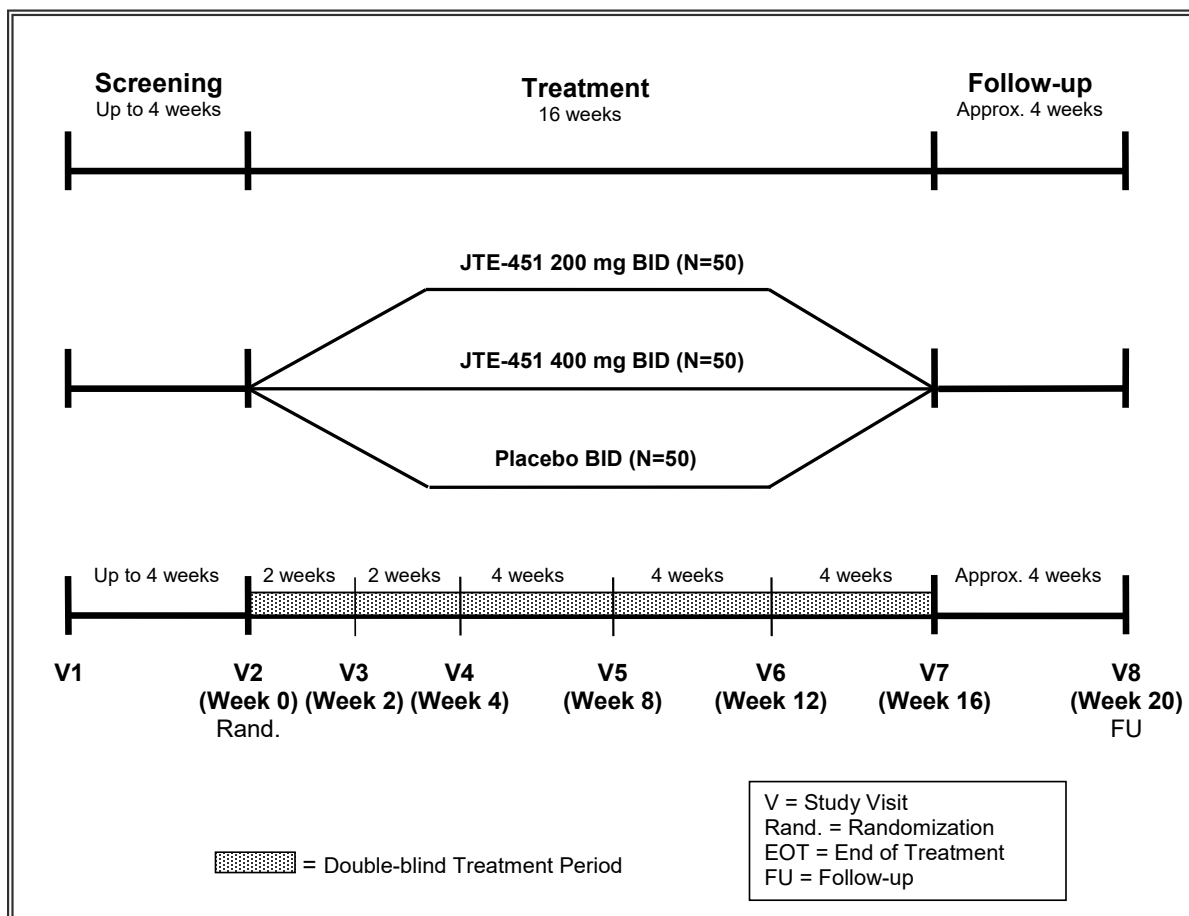 Screening Treatment Follow-up
Up to 4 weeks 16 weeks Approx. 4 weeks
JTE-451 200 mg BID (N=50)
JTE-451 400 mg BID (N=50)
Placebo BID (N=50)
Up to 4 weeks 2 weeks 2 weeks 4 weeks 4 weeks 4 weeks Approx. 4 weeks
V1 V2 V3 V4 V5 V6 V7 V8
(Week 0) (Week 2) (Week 4) (Week 8) (Week 12) (Week 16) (Week 20)
Rand. FU
V = Study Visit
Rand. = Randomization
EOT = End of Treatment
FU = Follow-up
= Double-blind Treatment Period